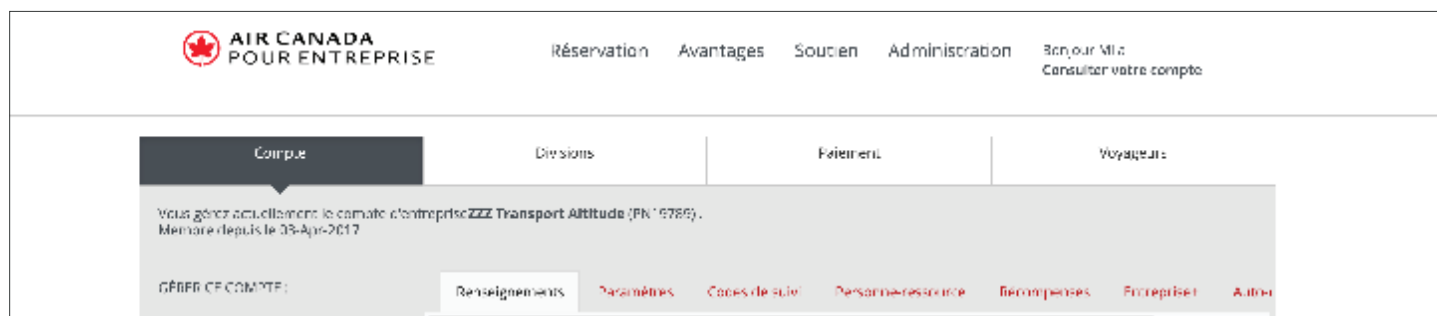 AIR CANADA
POUR ENTREPRISE
Réservation Avantages Soutien Administration
Bonjour Mila
Consulter votre compte
Compte Divisions Paiement Voyageurs
Vous gérez actuellement le compte d'entreprise ZZZ Transport Altitude (PN19789) .
Membre depuis le 03-Apr-2017
GÉRER CE COMPTE :
Renseignements Paramètres Codes de suivi Personne-ressource Récompenses Entreprise+